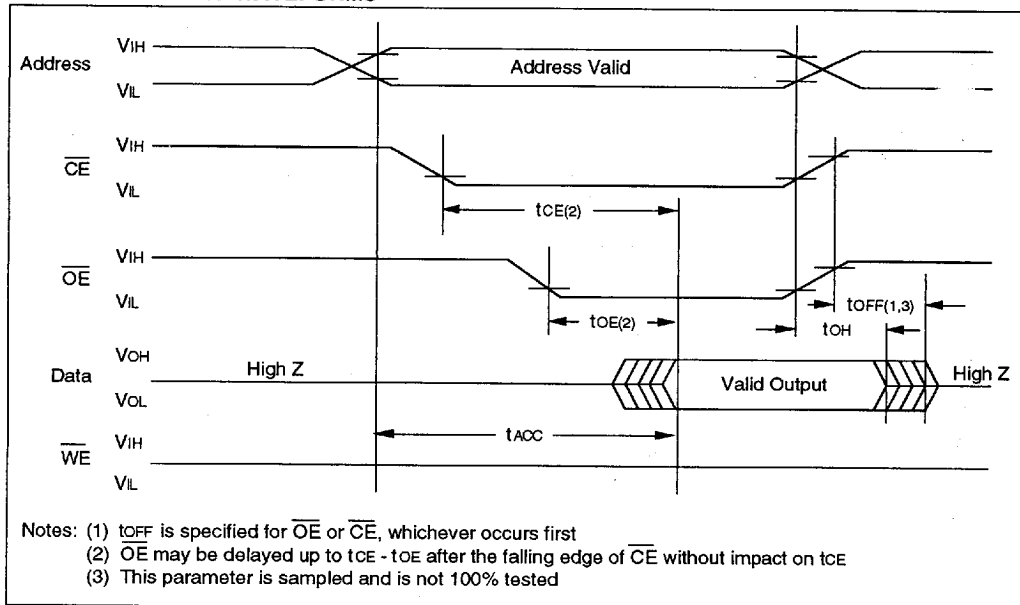 VIH
Address
Address Valid
VIL
VIH
CE
VIL
tCE(2)
VIH
OE
VIL
tOFF(1,3)
tOE(2)
tOH
VOH
High Z
Data
Valid Output
High Z
VOL
tACC
VIH
WE
VIL
Notes: (1) tOFF is specified for OE or CE, whichever occurs first
(2) OE may be delayed up to tCE - tOE after the falling edge of CE without impact on tCE
(3) This parameter is sampled and is not 100% tested